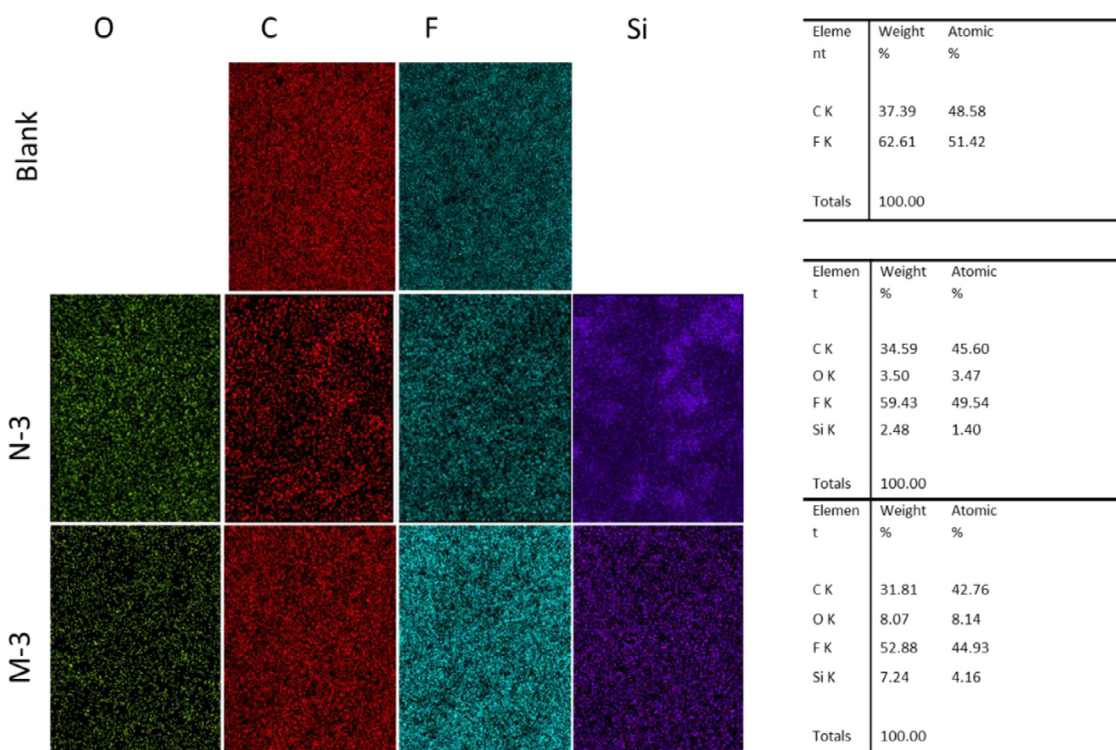 O C F Si
Blank
N-3
M-3
Eleme Weight Atomic
nt % %
C K 37.39 48.58
F K 62.61 51.42
Totals 100.00
Elemen Weight Atomic
t % %
C K 34.59 45.60
O K 3.50 3.47
F K 59.43 49.54
Si K 2.48 1.40
Totals 100.00
Elemen Weight Atomic
t % %
C K 31.81 42.76
O K 8.07 8.14
F K 52.88 44.93
Si K 7.24 4.16
Totals 100.00